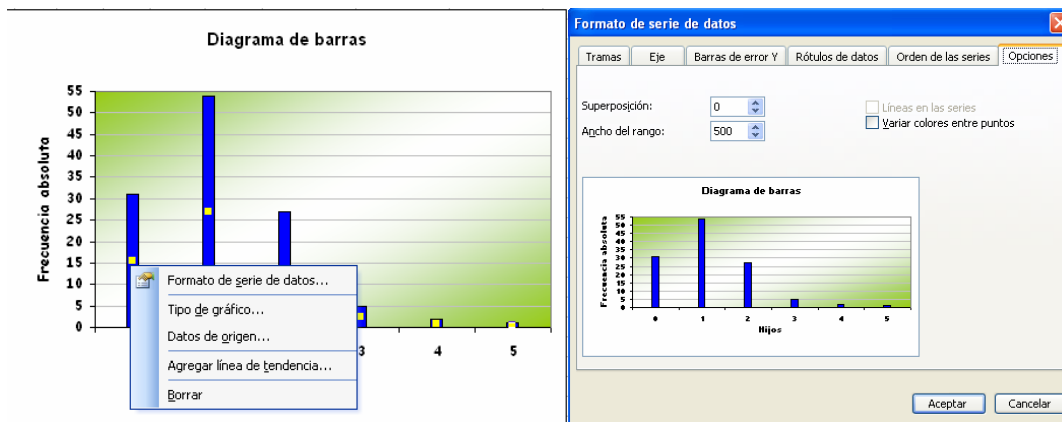 Diagrama de barras
Frecuencia absoluta
55
50
45
40
35
30
25
20
15
10
5
0
3 4 5
Formato de serie de datos...
Tipo de gráfico...
Datos de origen...
Agregar línea de tendencia...
Borrar
Formato de serie de datos
Tramas Eje Barras de error Y Rótulos de datos Orden de las series Opciones
Superposición: 0
Ancho del rango: 500
Líneas en las series
Variar colores entre puntos
Diagrama de barras
Frecuencia absoluta
55
50
45
40
35
30
25
20
15
10
5
0
0 1 2 3 4 5
Hijos
Aceptar Cancelar